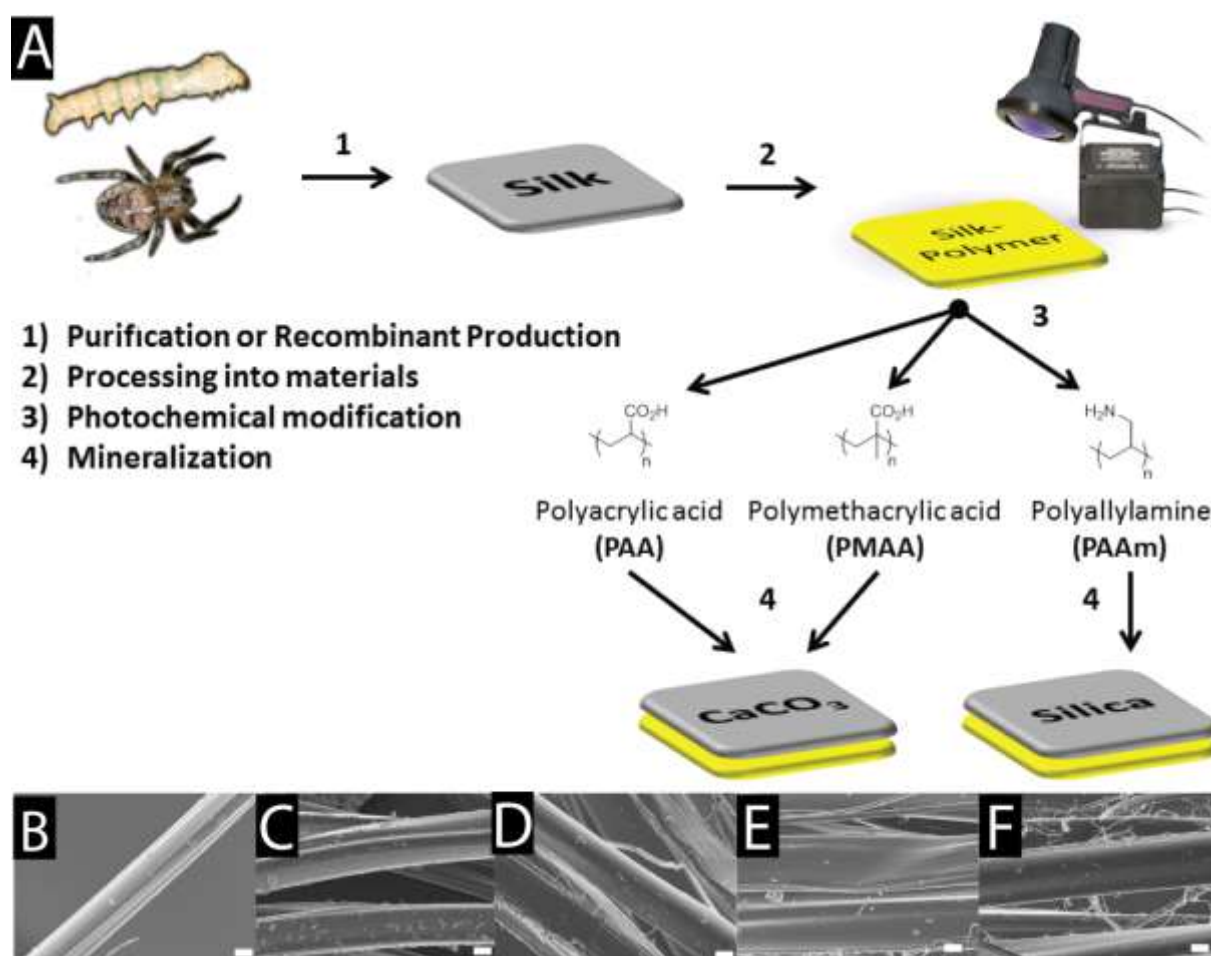 A
1
Silk
2
Silk-
Polymer
3
1) Purification or Recombinant Production
2) Processing into materials
3) Photochemical modification
4) Mineralization
CO₂H
n
CO₂H
n
H₂N
n
Polyacrylic acid
(PAA)
Polymethacrylic acid
(PMAA)
Polyallylamine
(PAAm)
4
4
CaCO₃
Silica
B
C
D
E
F